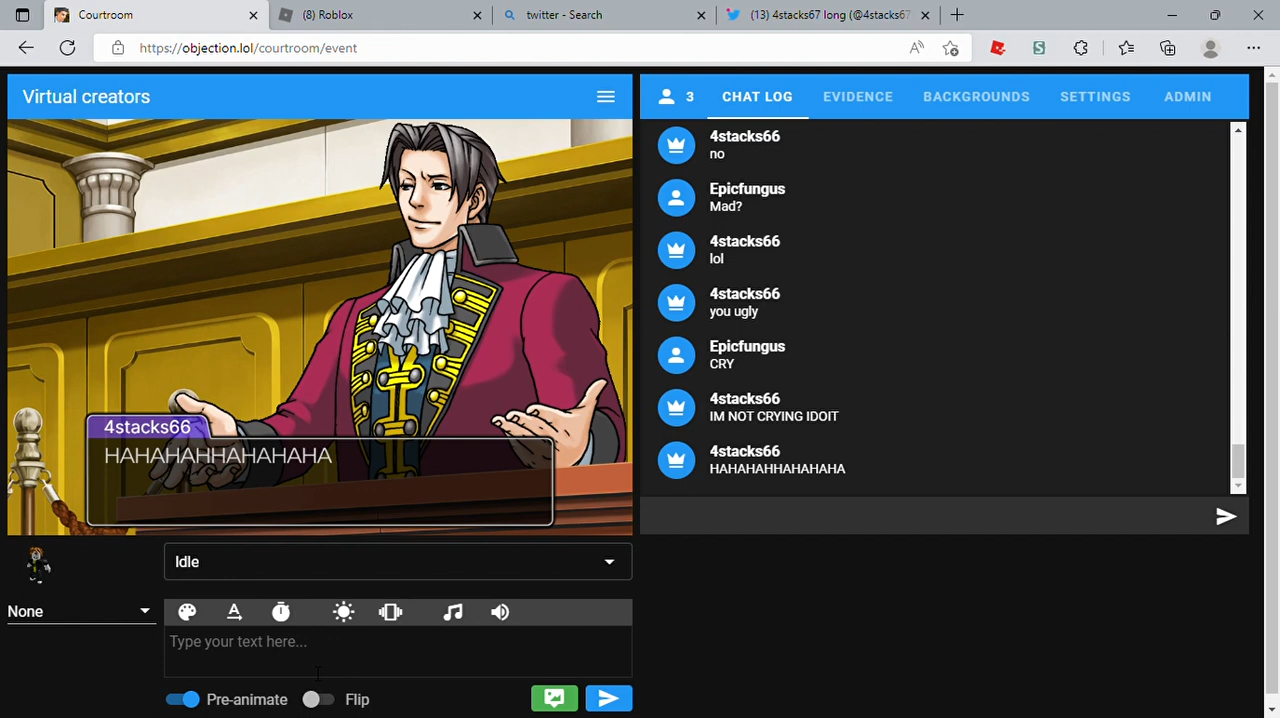 Courtroom
(8) Roblox
twitter - Search
(13) 4stacks67 long (@4stacks67
https://objection.lol/courtroom/event
Virtual creators
3
CHAT LOG
EVIDENCE
BACKGROUNDS
SETTINGS
ADMIN
4stacks66
no
Epicfungus
Mad?
4stacks66
lol
4stacks66
you ugly
Epicfungus
CRY
4stacks66
IM NOT CRYING IDOIT
4stacks66
HAHAHAHHAHAHAHA
4stacks66
HAHAHAHHAHAHAHA
Idle
None
Type your text here...
Pre-animate
Flip